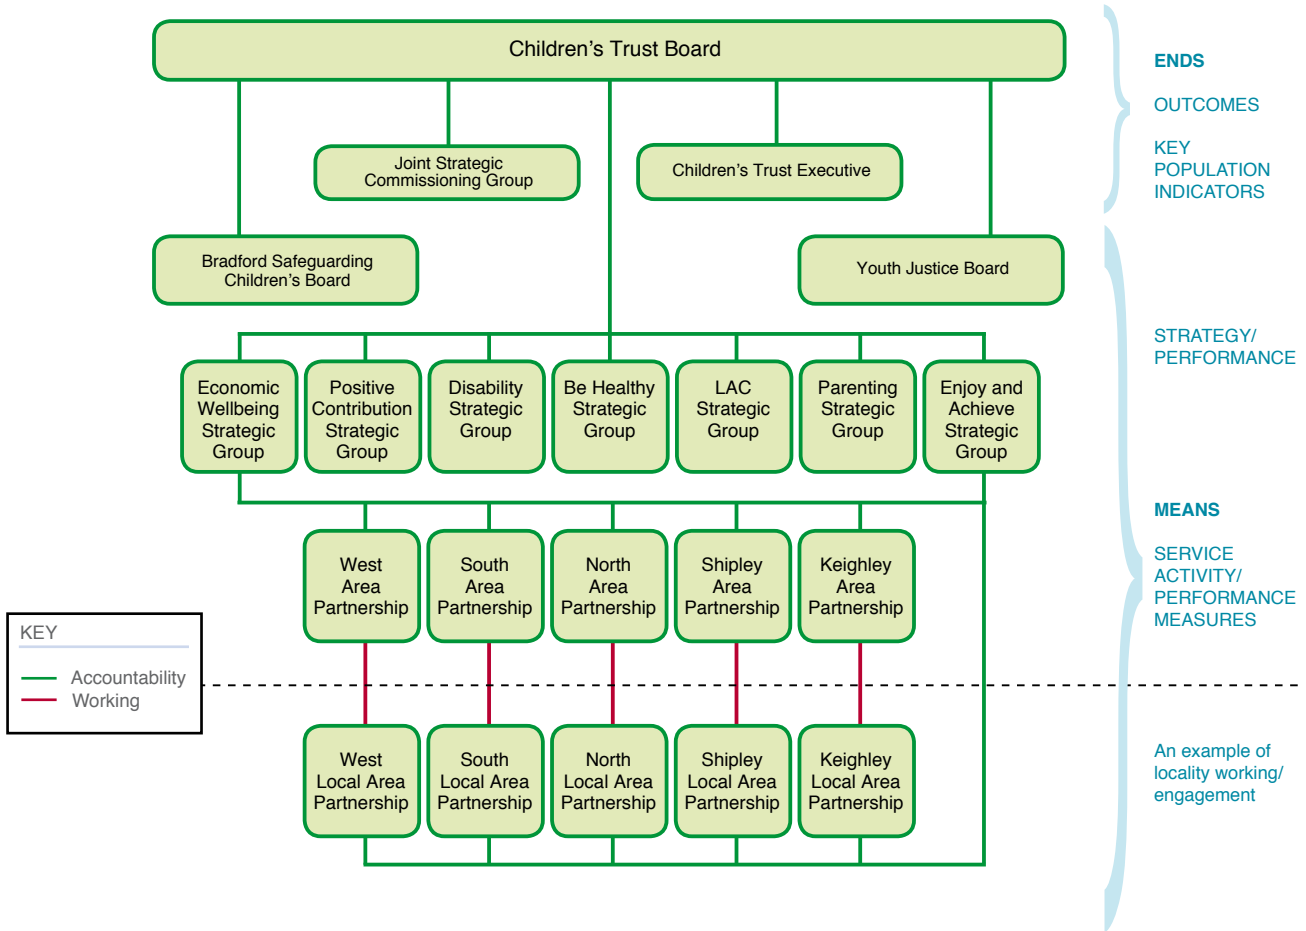 Children’s Trust Board
ENDS
OUTCOMES
KEY
POPULATION
INDICATORS
Joint Strategic
Commissioning Group
Children’s Trust Executive
Bradford Safeguarding
Children’s Board
Youth Justice Board
STRATEGY/
PERFORMANCE
Economic
Wellbeing
Strategic
Group
Positive
Contribution
Strategic
Group
Disability
Strategic
Group
Be Healthy
Strategic
Group
LAC
Strategic
Group
Parenting
Strategic
Group
Enjoy and
Achieve
Strategic
Group
MEANS
SERVICE
ACTIVITY/
PERFORMANCE
MEASURES
West
Area
Partnership
South
Area
Partnership
North
Area
Partnership
Shipley
Area
Partnership
Keighley
Area
Partnership
KEY
Accountability
Working
West
Local Area
Partnership
South
Local Area
Partnership
North
Local Area
Partnership
Shipley
Local Area
Partnership
Keighley
Local Area
Partnership
An example of
locality working/
engagement